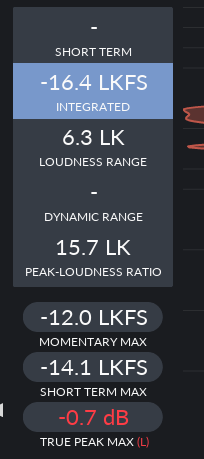 -
SHORT TERM
-16.4 LKFS
INTEGRATED
6.3 LK
LOUDNESS RANGE
-
DYNAMIC RANGE
15.7 LK
PEAK-LOUDNESS RATIO
-12.0 LKFS
MOMENTARY MAX
-14.1 LKFS
SHORT TERM MAX
-0.7 dB
TRUE PEAK MAX (L)